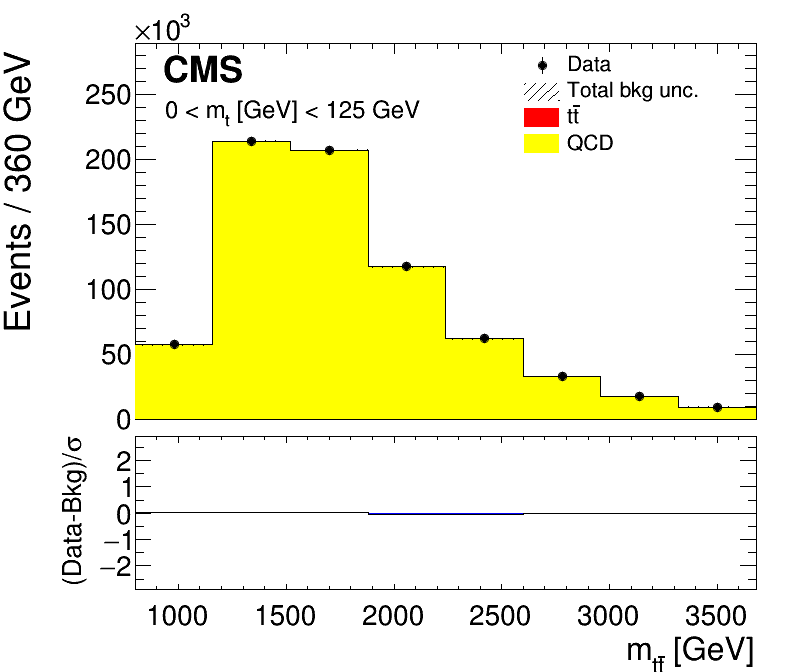 ×10³
CMS
0 < m_t [GeV] < 125 GeV
Data
Total bkg unc.
tt̄
QCD
Events / 360 GeV
250
200
150
100
50
0
(Data-Bkg)/σ
2
1
0
−1
−2
1000 1500 2000 2500 3000 3500
m_tt̄ [GeV]